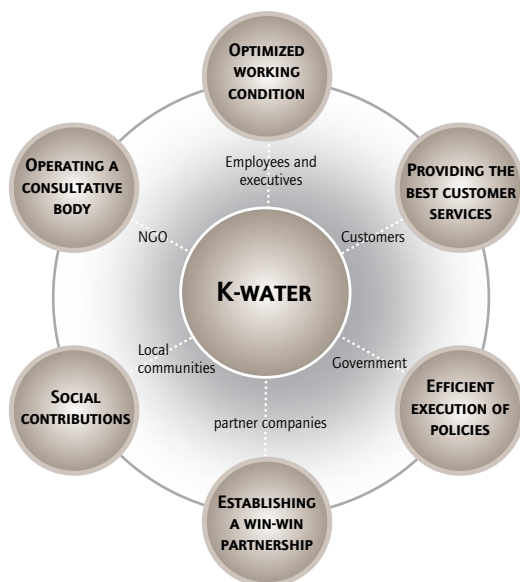 OPTIMIZED
WORKING
CONDITION
Employees and
executives
OPERATING A
CONSULTATIVE
BODY
PROVIDING THE
BEST CUSTOMER
SERVICES
NGO
Customers
K-WATER
Local
communities
Government
SOCIAL
CONTRIBUTIONS
EFFICIENT
EXECUTION OF
POLICIES
partner companies
ESTABLISHING
A WIN-WIN
PARTNERSHIP